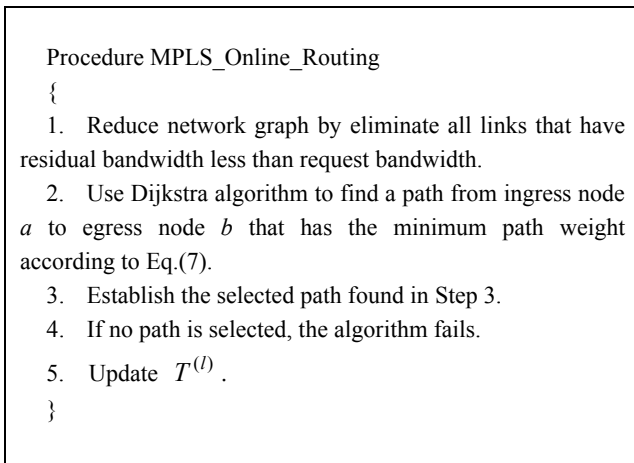 Procedure MPLS_Online_Routing
{
1. Reduce network graph by eliminate all links that have
residual bandwidth less than request bandwidth.
2. Use Dijkstra algorithm to find a path from ingress node
a to egress node b that has the minimum path weight
according to Eq.(7).
3. Establish the selected path found in Step 3.
4. If no path is selected, the algorithm fails.
5. Update T^(l) .
}